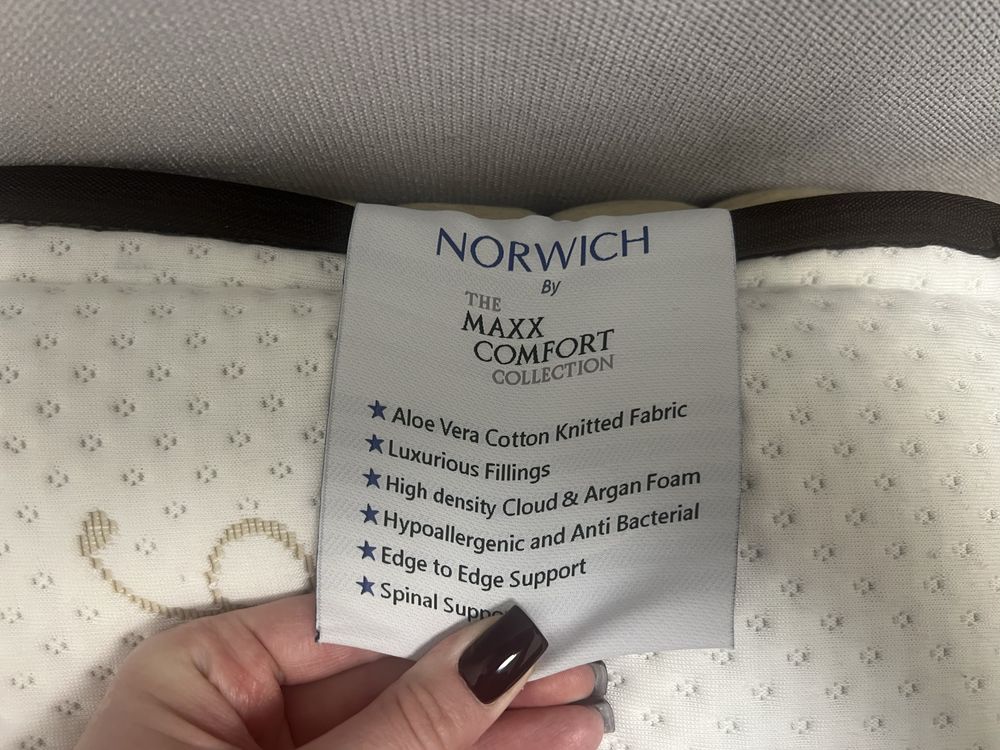 NORWICH
By
THE
MAXX
COMFORT
COLLECTION
Aloe Vera Cotton Knitted Fabric
Luxurious Fillings
High density Cloud & Argan Foam
Hypoallergenic and Anti Bacterial
Edge to Edge Support
Spinal